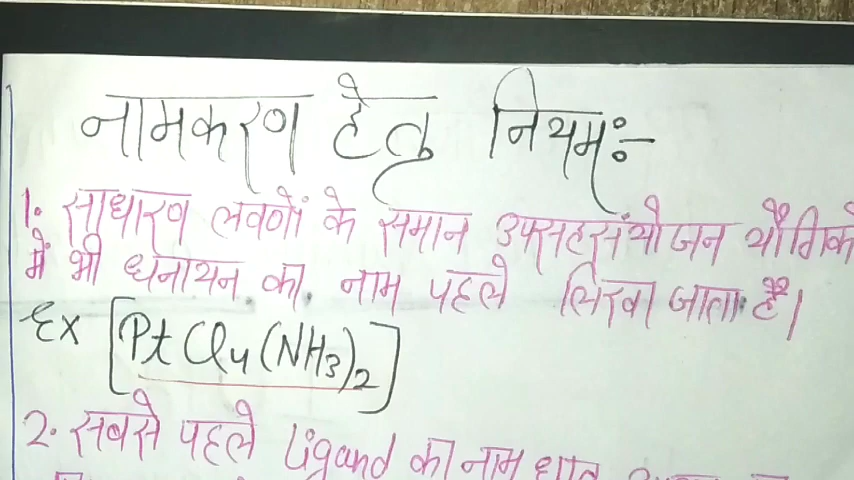 नामकरण हेतु नियमः-
1. साधारण लवणों के समान उपसहसंयोजन यौगिको
में भी धनायन का नाम पहले लिखा जाता है।
Ex [PtCl4(NH3)2]
2. सबसे पहले Ligand का नाम धातु